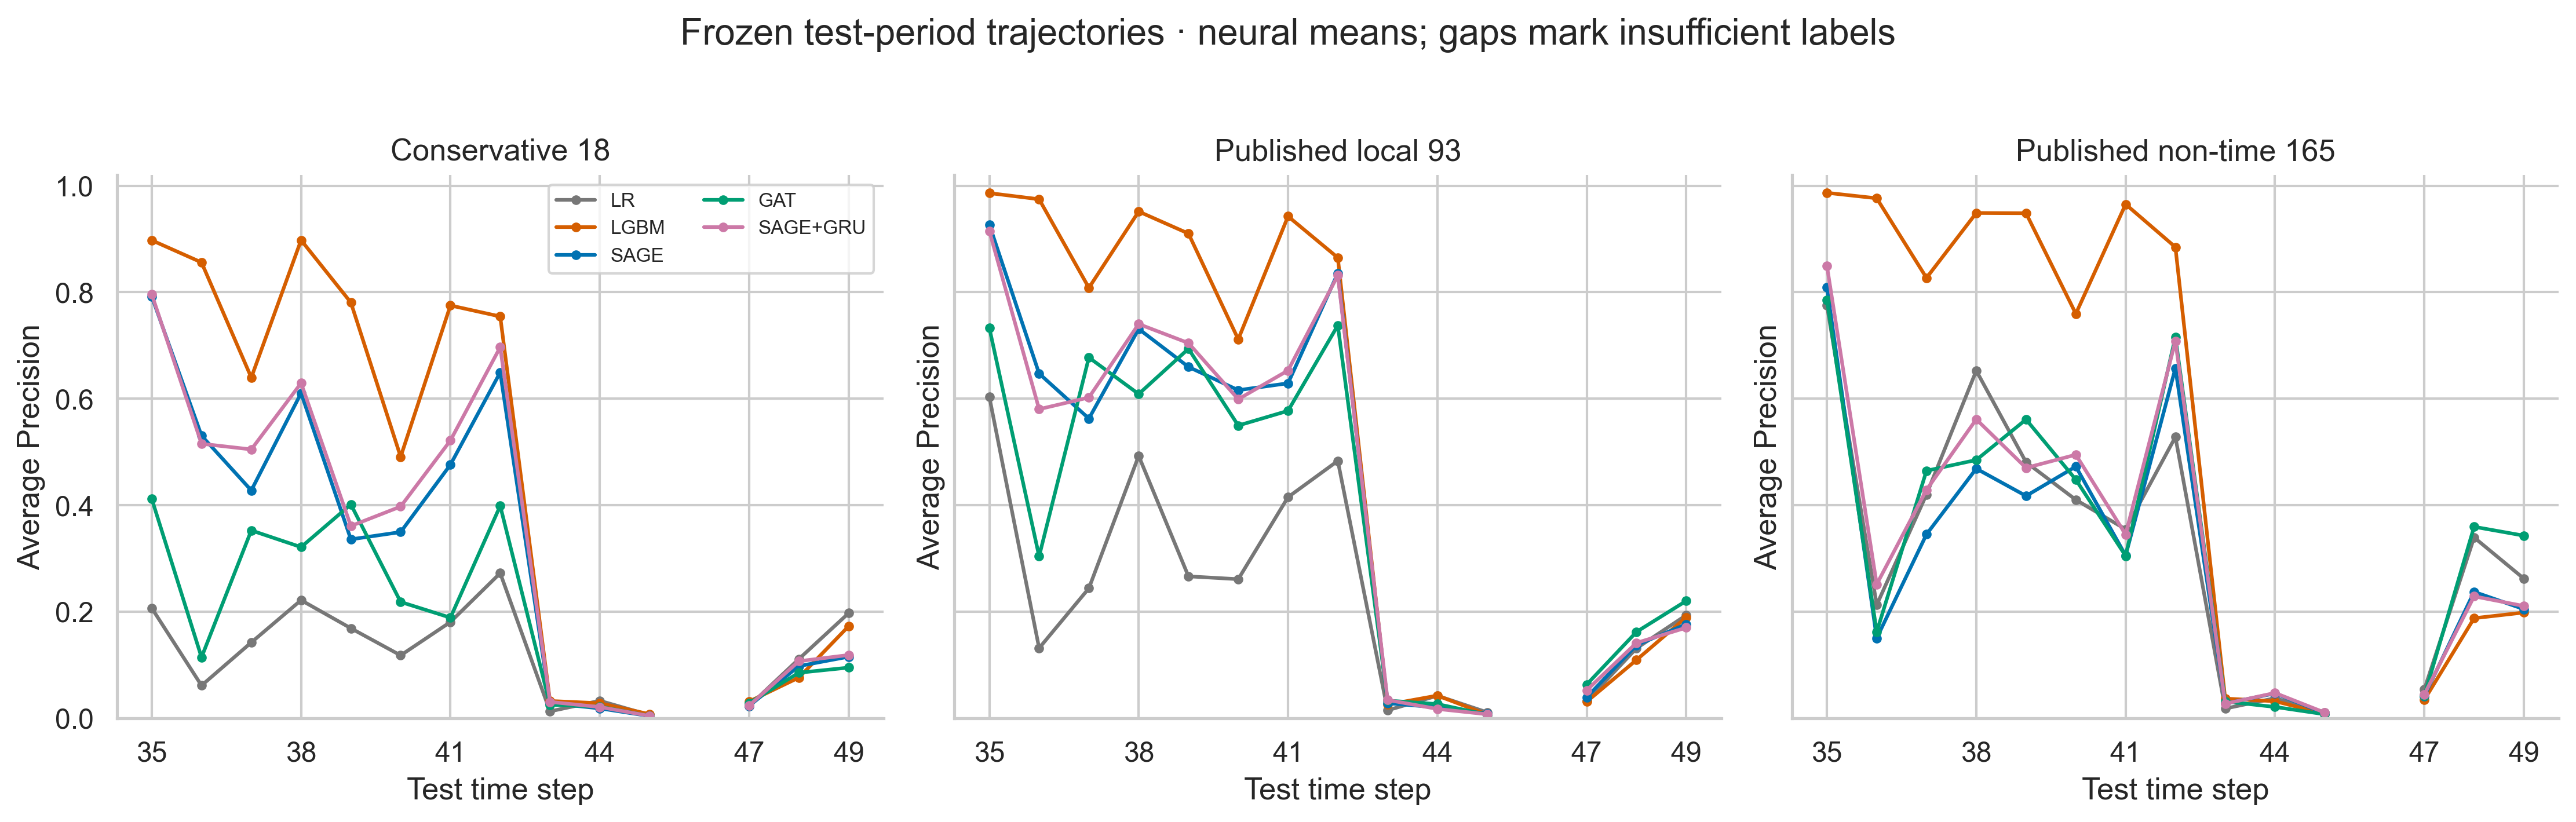 Frozen test-period trajectories · neural means; gaps mark insufficient labels
Conservative 18
Average Precision
1.0
0.8
0.6
0.4
0.2
0.0
LR
LGBM
SAGE
GAT
SAGE+GRU
35 38 41 44 47 49
Test time step
Published local 93
Average Precision
35 38 41 44 47 49
Test time step
Published non-time 165
Average Precision
35 38 41 44 47 49
Test time step